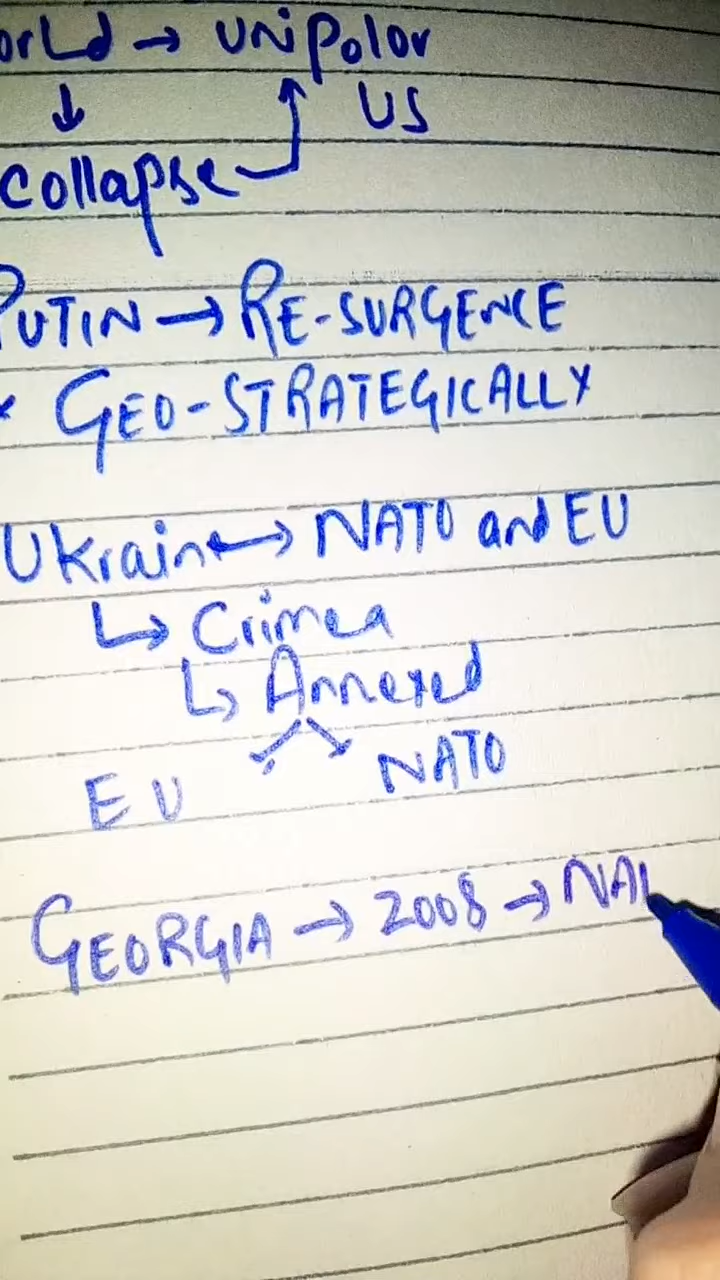 orLd → UNiPolor
↓ US
Collapse
PUTIN → RE-SURGENCE
GEO-STRATEGICALLY
Ukrain ↔ NATO and EU
↳ Crimea
↳ Annexed
EU NATO
GEORGIA → 2008 → NA